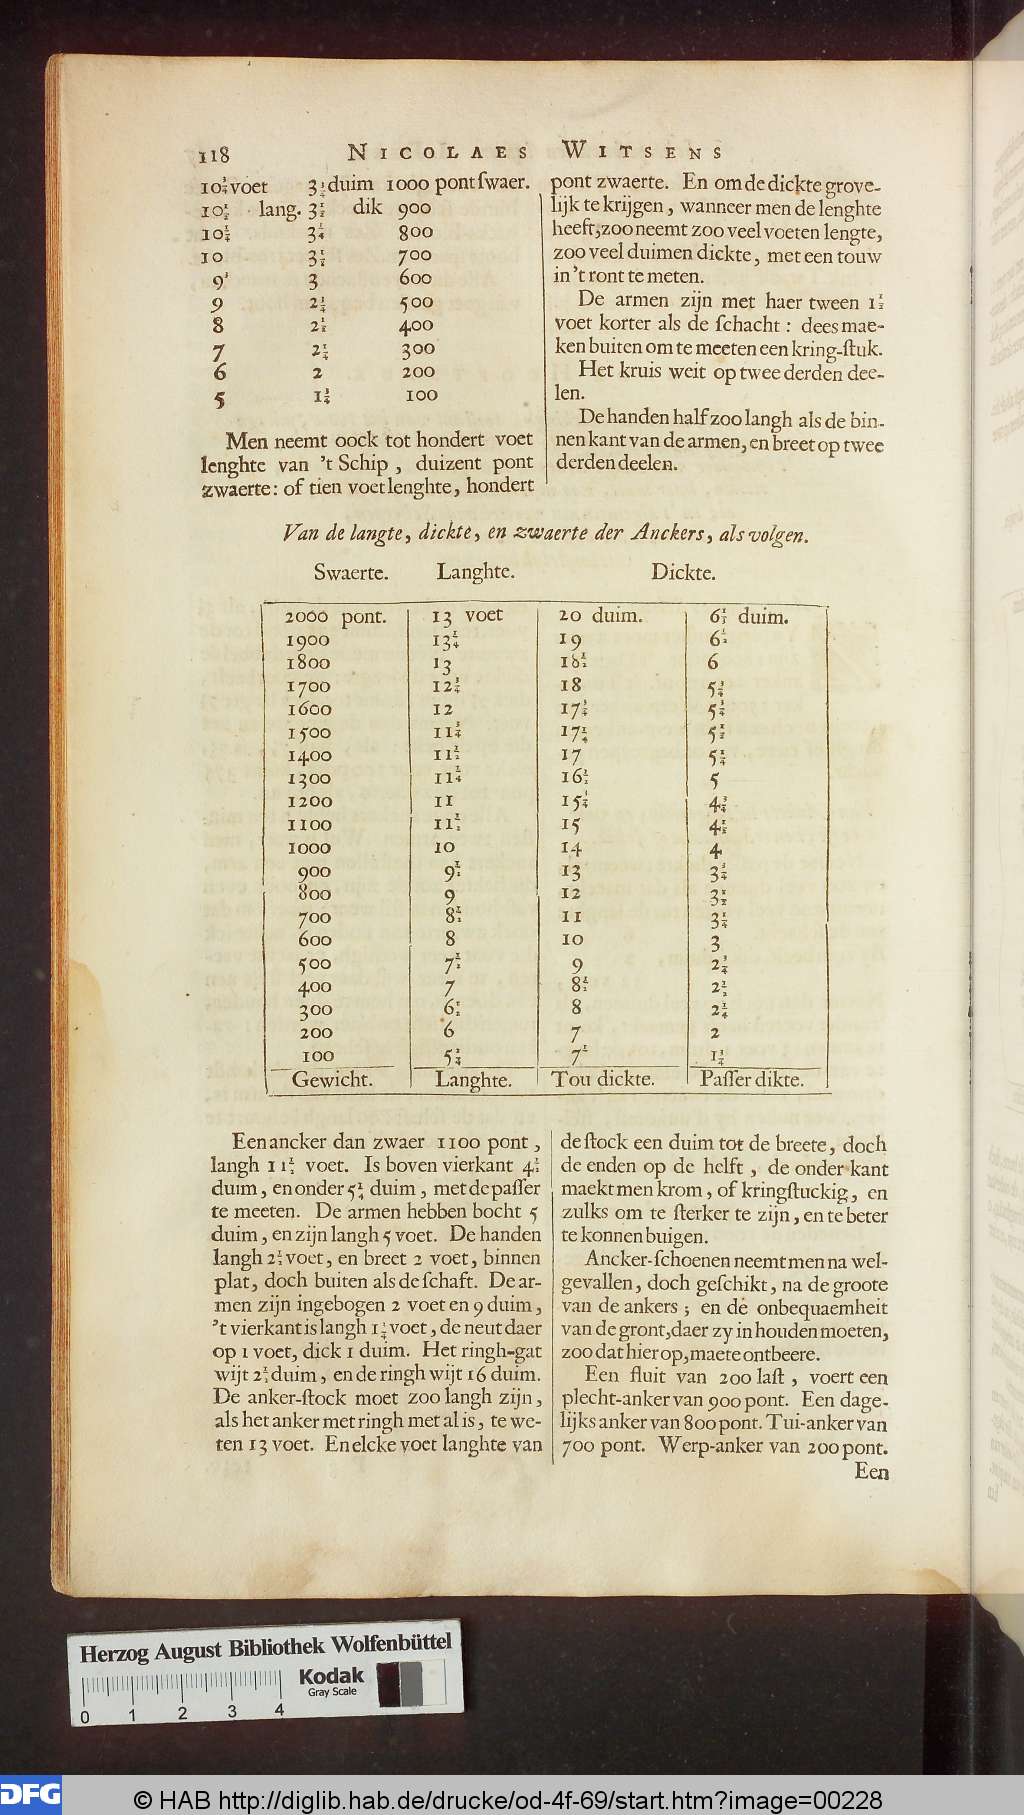 118 NICOLAES WITSENS
10¾ voet 3¾ duim 1000 pont ſwaer.
10½ lang. 3½ dik 900
10¼ 3¼ 800
10 3½ 700
9 3 600
9 2¾ 500
8 2½ 400
7 2¼ 300
6 2 200
5 1¾ 100
Men neemt oock tot hondert voet
lenghte van 't Schip, duizent pont
zwaerte: of tien voet lenghte, hondert
pont zwaerte. En om de dickte grove-
lijk te krijgen, wanneer men de lenghte
heeft, zoo neemt zoo veel voeten lengte,
zoo veel duimen dickte, met een touw
in 't ront te meten.
De armen zijn met haer tween 1½
voet korter als de ſchacht: dees mae-
ken buiten om te meeten een kring-ſtuk.
Het kruis weit op twee derden dee-
len.
De handen half zoo langh als de bin-
nenkant van de armen, en breet op twee
derden deelen.
Van de langte, dickte, en zwaerte der Anckers, als volgen.
Swaerte. Langhte. Dickte.
2000 pont. 13 voet 20 duim. 6½ duim.
1900 13¼ 19 6¼
1800 13 18½ 6
1700 12¾ 18 5¾
1600 12 17¾ 5¾
1500 11¾ 17¼ 5½
1400 11½ 17 5¼
1300 11¼ 16½ 5
1200 11 15¼ 4¾
1100 11½ 15 4½
1000 10 14 4
900 9½ 13 3¾
800 9 12 3½
700 8½ 11 3¼
600 8 10 3
500 7½ 9 2¾
400 7 8½ 2½
300 6½ 8 2¼
200 6 7 2
100 5¼ 7 1¾
Gewicht. Langhte. Tou dickte. Paſſer dikte.
Een ancker dan zwaer 1100 pont,
langh 11½ voet. Is boven vierkant 4½
duim, en onder 5¼ duim, met de paſſer
te meeten. De armen hebben bocht 5
duim, en zijn langh 5 voet. De handen
langh 2½ voet, en breet 2 voet, binnen
plat, doch buiten als de ſchaft. De ar-
men zijn ingebogen 2 voet en 9 duim,
't vierkant is langh 1¼ voet, de neut daer
op 1 voet, dick 1 duim. Het ringh-gat
wijt 2½ duim, en de ringh wijt 16 duim.
De anker-ſtock moet zoo langh zijn,
als het anker met ringh met al is, te we-
ten 13 voet. En elcke voet langhte van
de ſtock een duim tot de breete, doch
de enden op de helft, de onder kant
maekt men krom, of kringſtuckig, en
zulks om te ſterker te zijn, en te beter
te konnen buigen.
Ancker-ſchoenen neemt men na wel-
gevallen, doch geſchikt, na de groote
van de ankers; en de onbequaemheit
van de gront, daer zy in houden moeten,
zoo dat hier op, maete ontbeere.
Een fluit van 200 laſt, voert een
plecht-anker van 900 pont. Een dage-
lijks anker van 800 pont. Tui-anker van
700 pont. Werp-anker van 200 pont.
Een
Herzog August Bibliothek Wolfenbüttel
Kodak
Gray Scale
0 1 2 3 4
DFG © HAB http://diglib.hab.de/drucke/od-4f-69/start.htm?image=00228